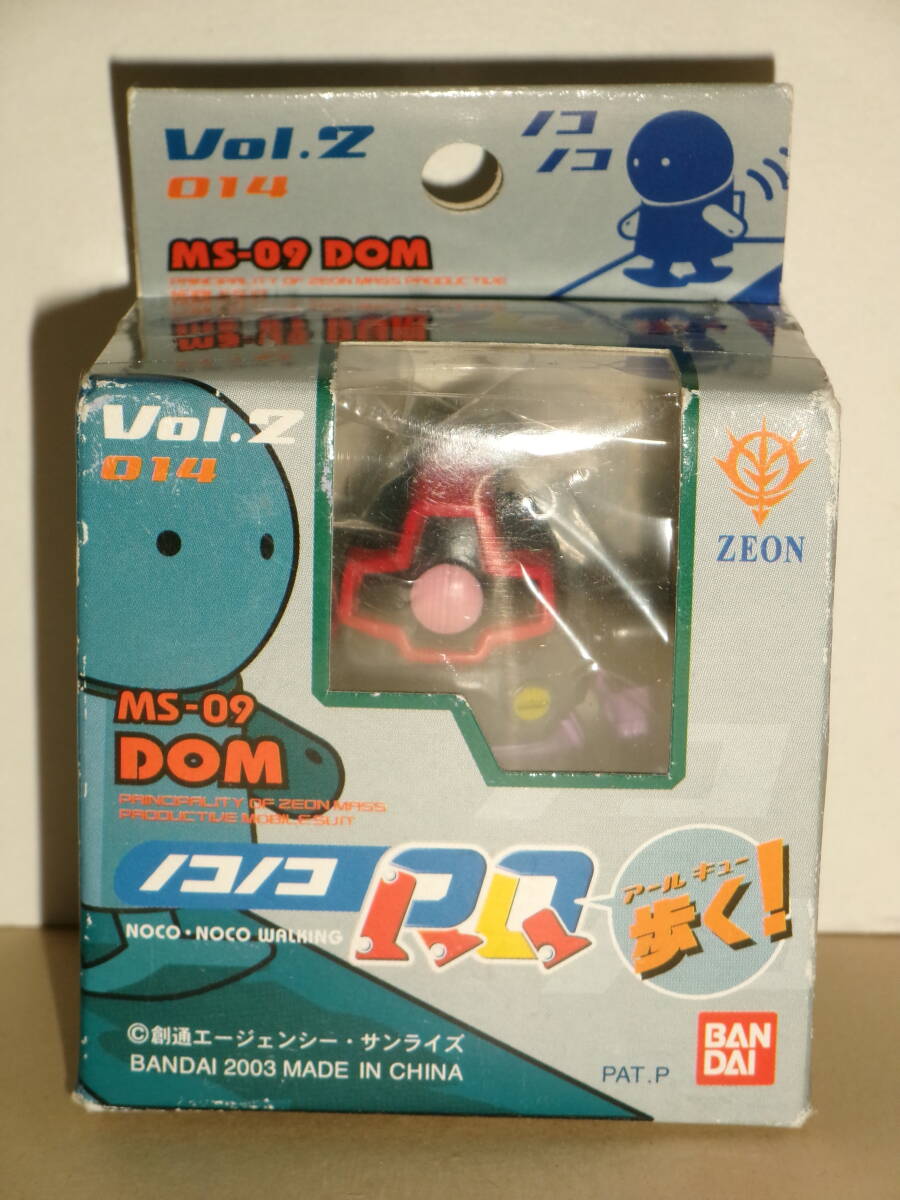 Vol.2
014
ノコ
ノコ
MS-09 DOM
PRINCIPALITY OF ZEON MASS PRODUCTIVE
Vol.2
014
ZEON
MS-09
DOM
PRINCIPALITY OF ZEON MASS
PRODUCTIVE MOBILE SUIT
ノコノコ RQ
アールキュー
歩く!
NOCO・NOCO WALKING
©創通エージェンシー・サンライズ
BANDAI 2003 MADE IN CHINA
PAT.P
BAN
DAI